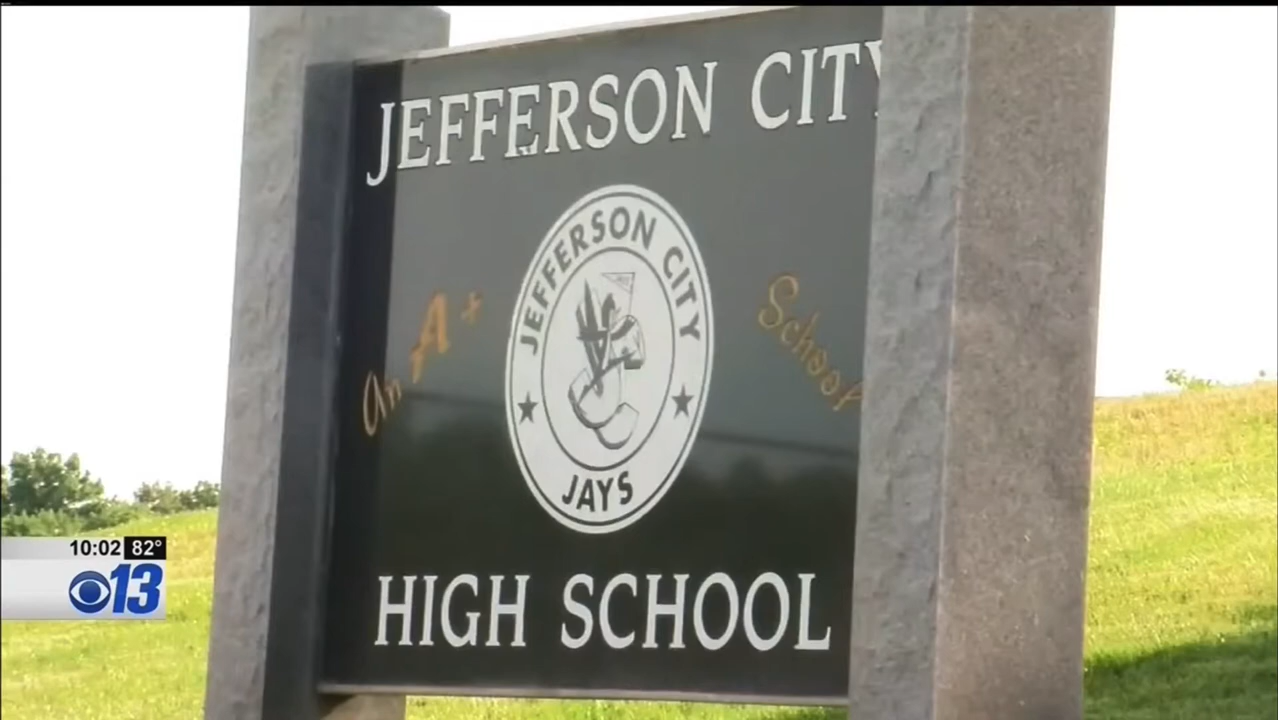 JEFFERSON CITY
JEFFERSON CITY
An A+ School
JAYS
HIGH SCHOOL
10:02 82°
13